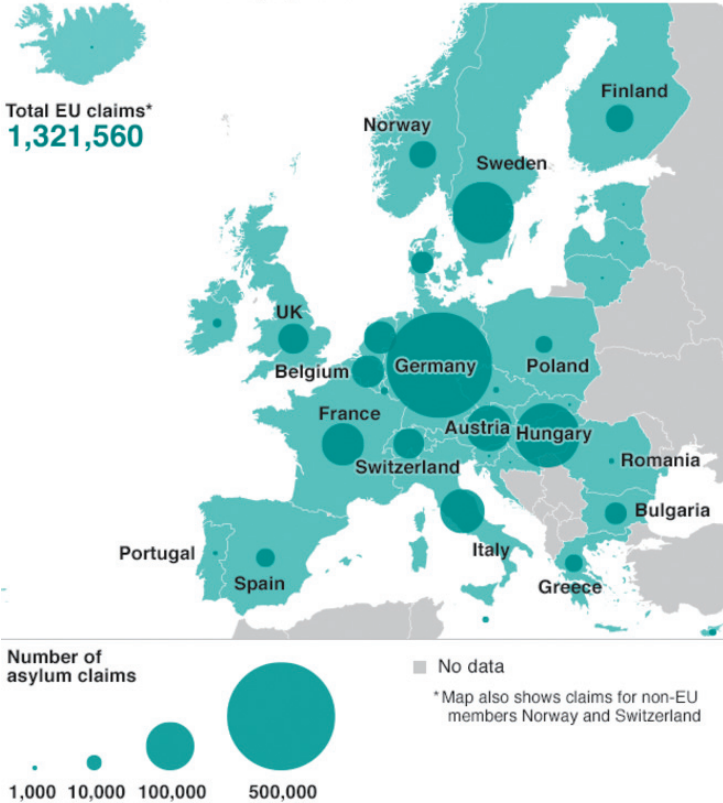 Total EU claims*
1,321,560
Finland
Norway
Sweden
UK
Belgium
Germany
Poland
France
Austria
Hungary
Switzerland
Romania
Bulgaria
Portugal
Italy
Spain
Greece
Number of
asylum claims
1,000
10,000
100,000
500,000
No data
*Map also shows claims for non-EU
members Norway and Switzerland